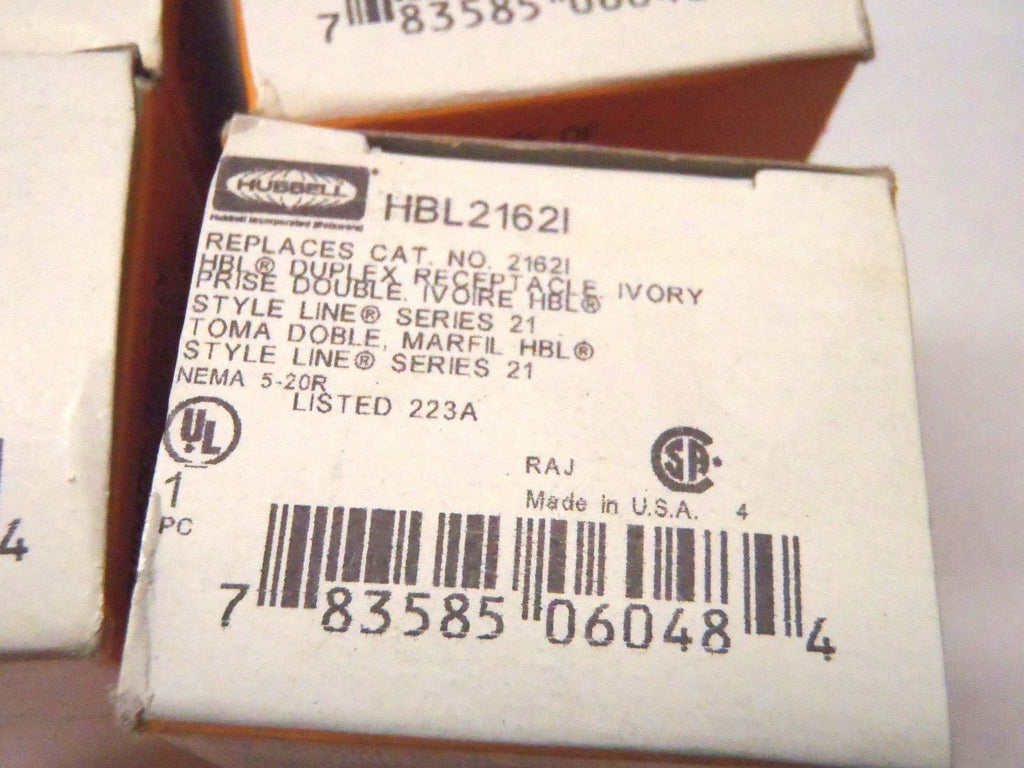 7 83585
HUBBELL
HBL2162I
REPLACES CAT. NO. 2162I
HBL® DUPLEX RECEPTACLE, IVORY
PRISE DOUBLE, IVOIRE HBL®
STYLE LINE® SERIES 21
TOMA DOBLE, MARFIL HBL®
STYLE LINE® SERIES 21
NEMA 5-20R
LISTED 223A
UL
RAJ
SA
1
Made in U.S.A. 4
PC
7 83585 06048 4
4